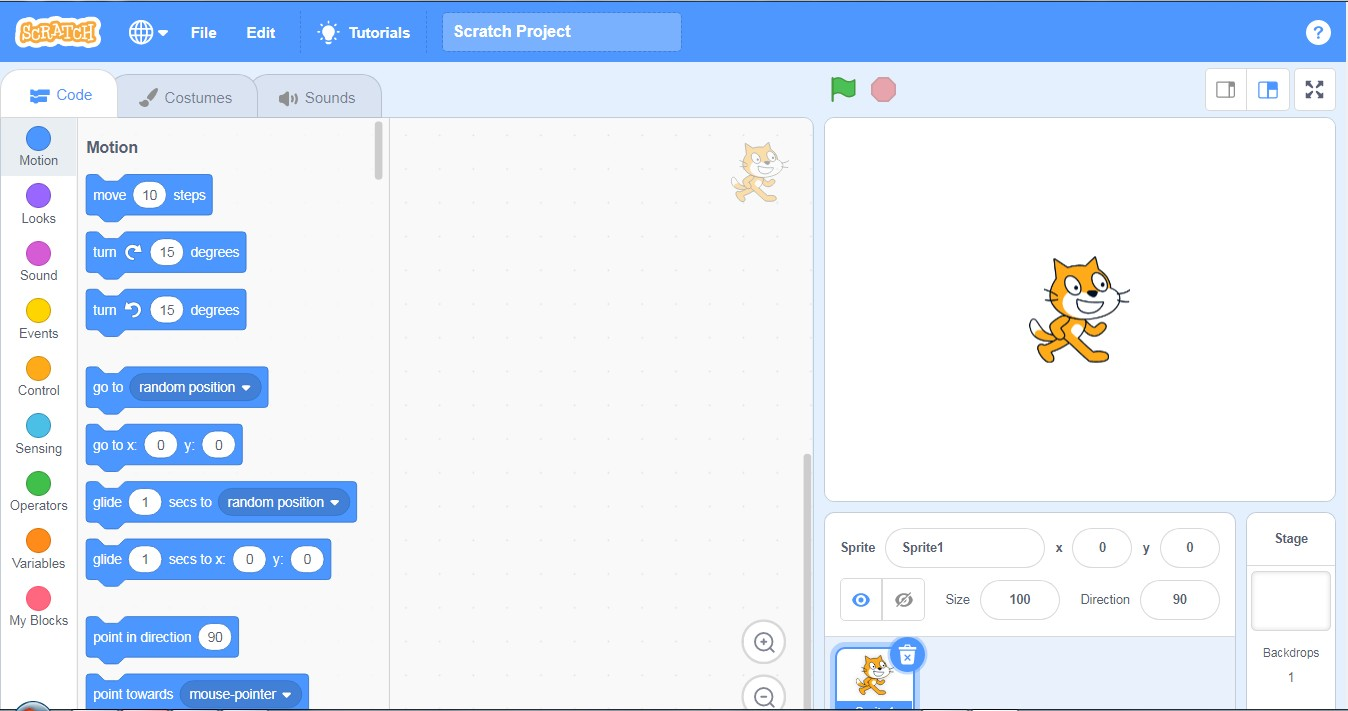 SCRATCH
File
Edit
Tutorials
Scratch Project
?
Code
Costumes
Sounds
Motion
Looks
Sound
Events
Control
Sensing
Operators
Variables
My Blocks
Motion
move 10 steps
turn 15 degrees
turn 15 degrees
go to random position
go to x: 0 y: 0
glide 1 secs to random position
glide 1 secs to x: 0 y: 0
point in direction 90
point towards mouse-pointer
Sprite Sprite1 x 0 y 0
Size 100 Direction 90
Stage
Backdrops
1